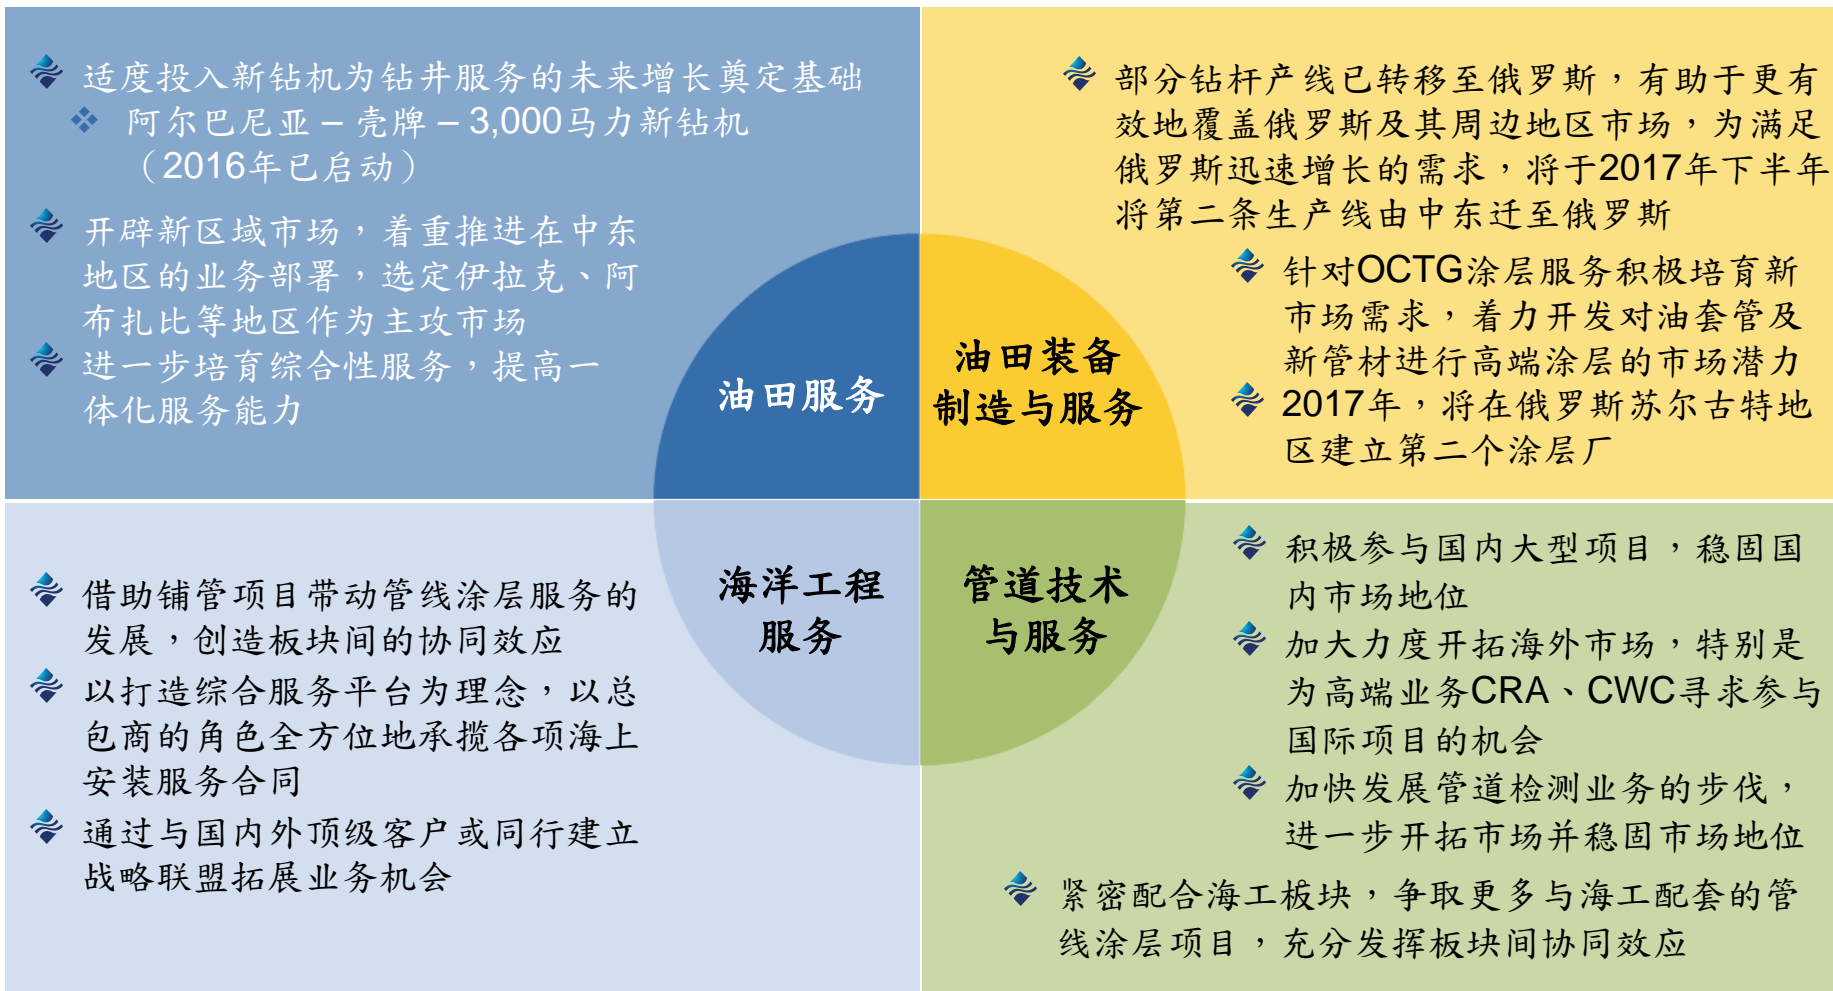 适度投入新钻机为钻井服务的未来增长奠定基础
阿尔巴尼亚 – 壳牌 – 3,000马力新钻机
（2016年已启动）
开辟新区域市场，着重推进在中东
地区的业务部署，选定伊拉克、阿
布扎比等地区作为主攻市场
进一步培育综合性服务，提高一
体化服务能力
油田服务
部分钻杆产线已转移至俄罗斯，有助于更有
效地覆盖俄罗斯及其周边地区市场，为满足
俄罗斯迅速增长的需求，将于2017年下半年
将第二条生产线由中东迁至俄罗斯
针对OCTG涂层服务积极培育新
市场需求，着力开发对油套管及
新管材进行高端涂层的市场潜力
2017年，将在俄罗斯苏尔古特地
区建立第二个涂层厂
油田装备
制造与服务
借助铺管项目带动管线涂层服务的
发展，创造板块间的协同效应
以打造综合服务平台为理念，以总
包商的角色全方位地承揽各项海上
安装服务合同
通过与国内外顶级客户或同行建立
战略联盟拓展业务机会
海洋工程
服务
管道技术
与服务
积极参与国内大型项目，稳固国
内市场地位
加大力度开拓海外市场，特别是
为高端业务CRA、CWC寻求参与
国际项目的机会
加快发展管道检测业务的步伐，
进一步开拓市场并稳固市场地位
紧密配合海工板块，争取更多与海工配套的管
线涂层项目，充分发挥板块间协同效应